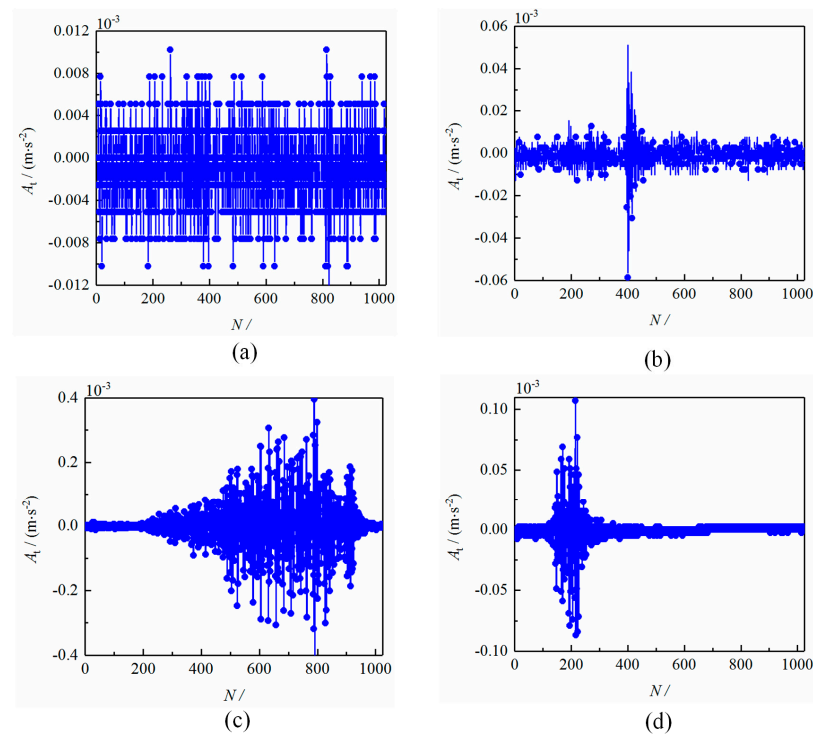 10-3
0.012
0.008
0.004
0.000
-0.004
-0.008
-0.012
At / (m·s-2)
0 200 400 600 800 1000
N /
(a)
10-3
0.06
0.04
0.02
0.00
-0.02
-0.04
-0.06
At / (m·s-2)
0 200 400 600 800 1000
N /
(b)
10-3
0.4
0.2
0.0
-0.2
-0.4
At / (m·s-2)
0 200 400 600 800 1000
N /
(c)
10-3
0.10
0.05
0.00
-0.05
-0.10
At / (m·s-2)
0 200 400 600 800 1000
N /
(d)